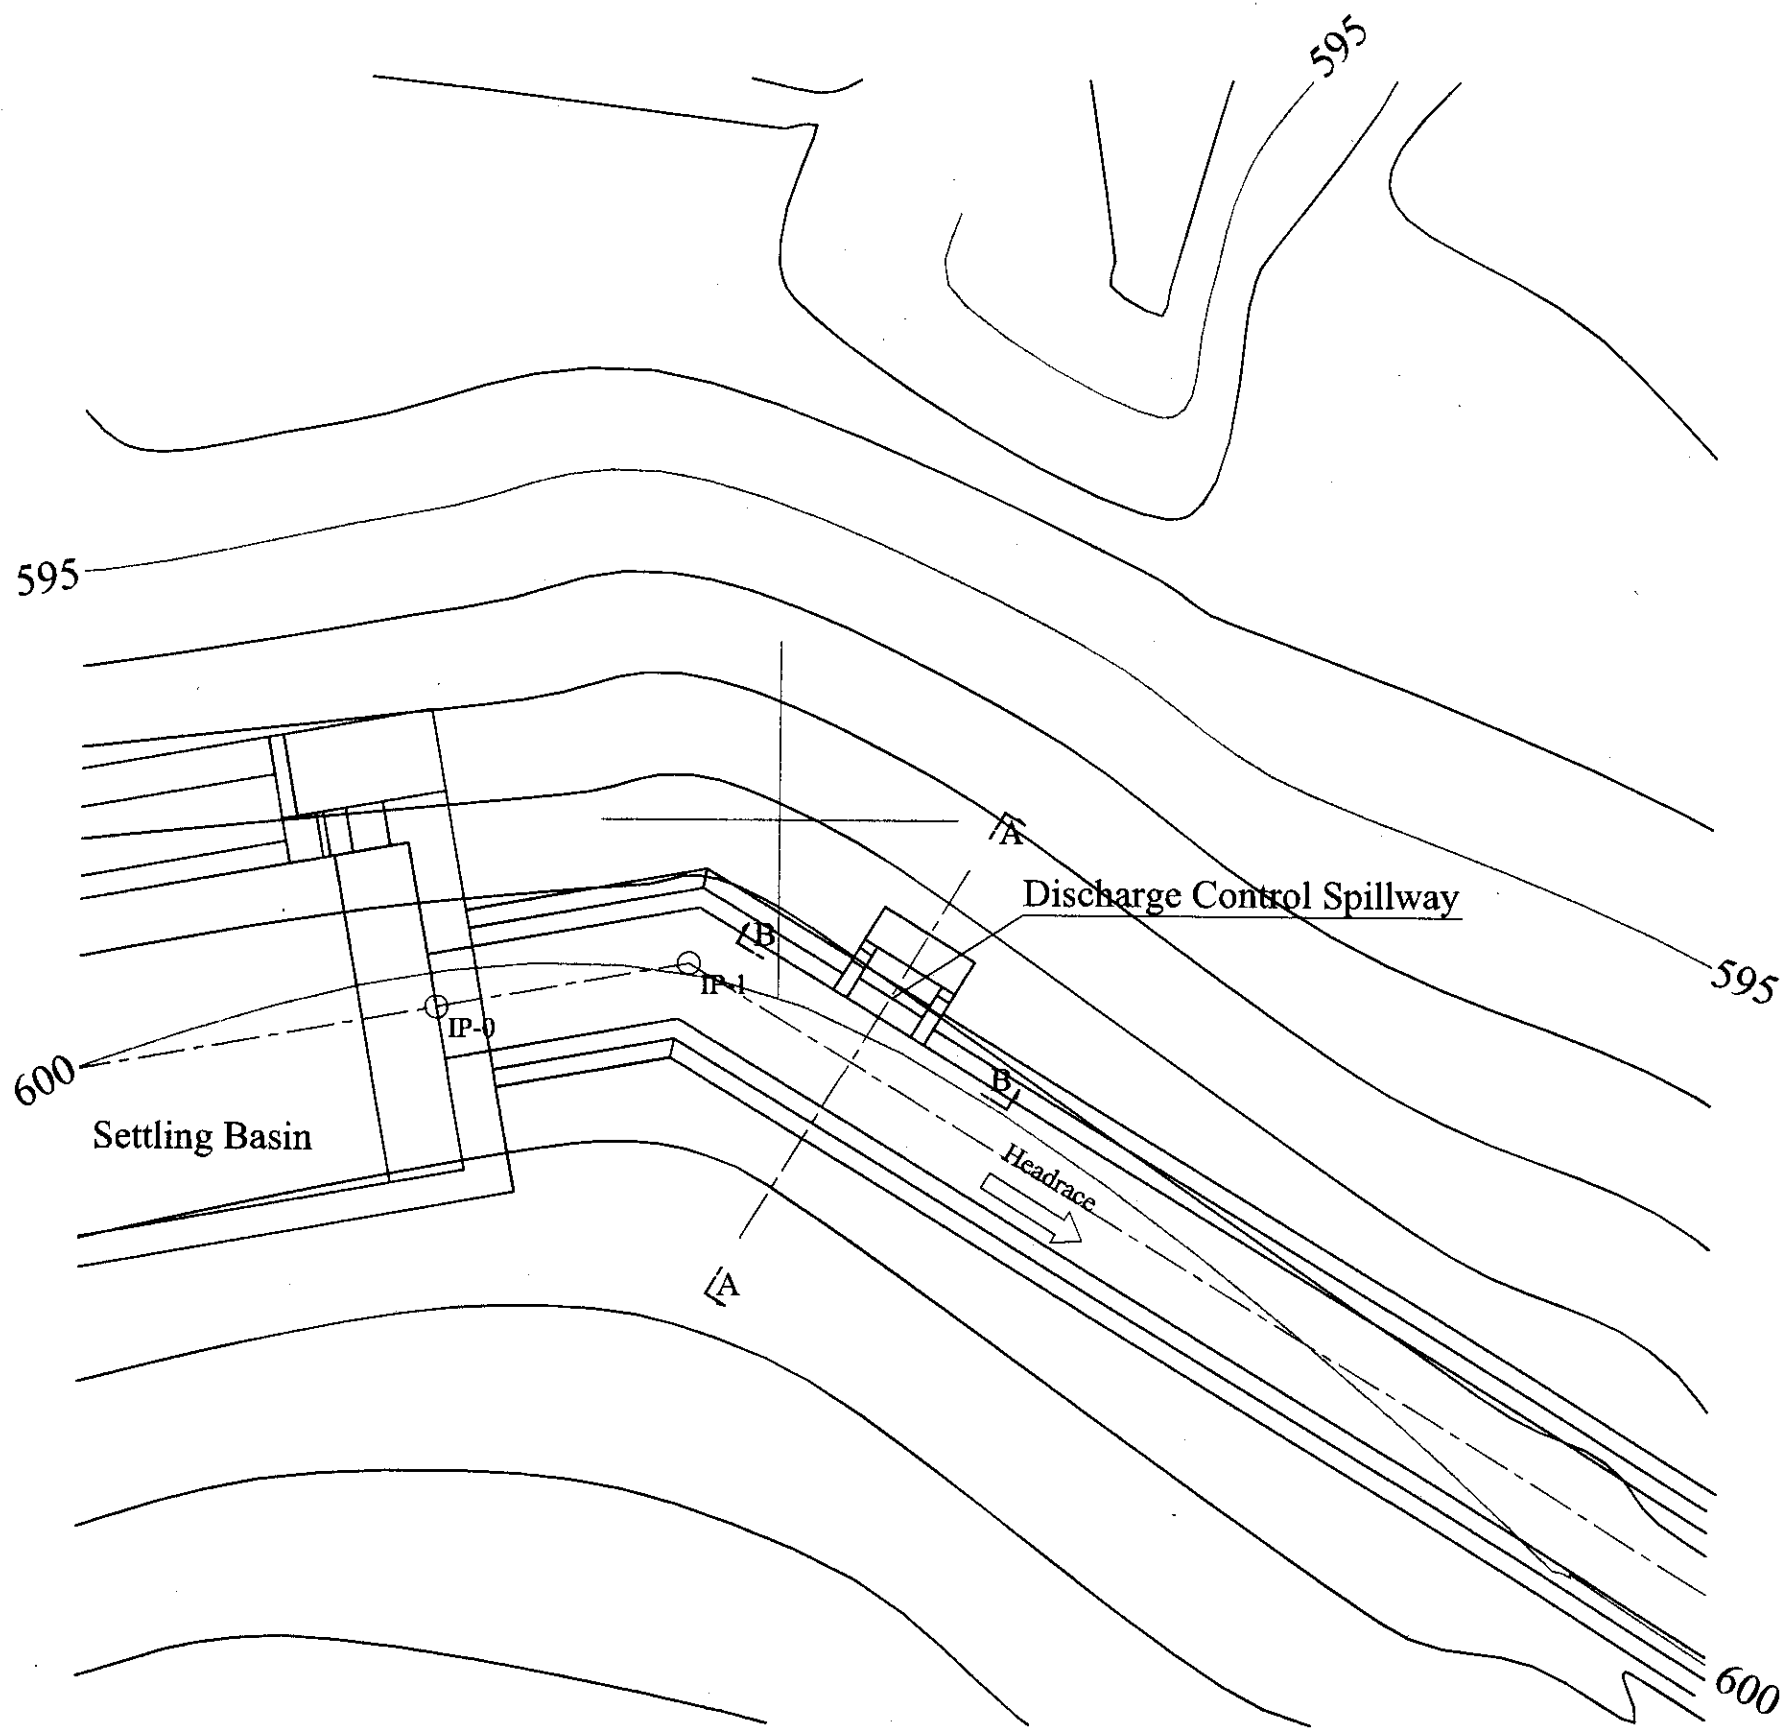 595
595
A
Discharge Control Spillway
B
IP-1
595
IP-0
600
B
Settling Basin
Headrace
A
600